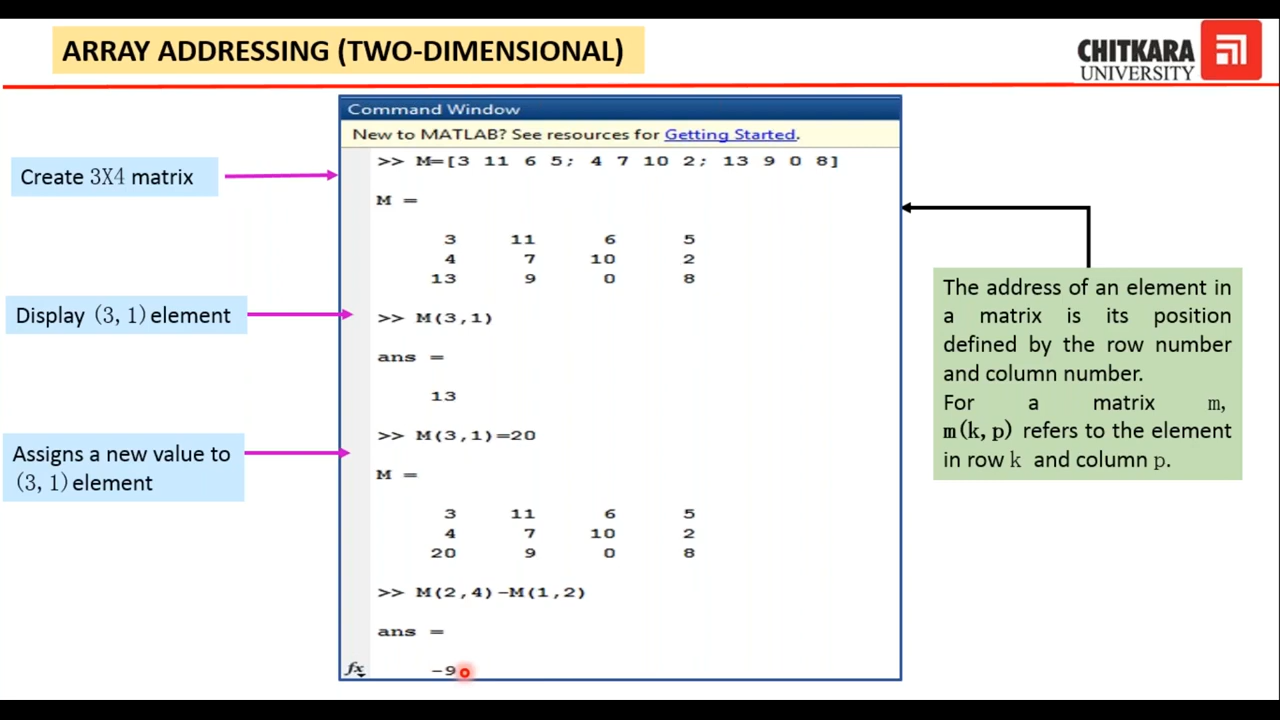 ARRAY ADDRESSING (TWO-DIMENSIONAL)
CHITKARA
UNIVERSITY
Command Window
New to MATLAB? See resources for Getting Started.
>> M=[3 11 6 5; 4 7 10 2; 13 9 0 8]
Create 3X4 matrix
M =
3 11 6 5
4 7 10 2
13 9 0 8
Display (3,1) element
>> M(3,1)
ans =
13
>> M(3,1)=20
Assigns a new value to
(3,1) element
M =
3 11 6 5
4 7 10 2
20 9 0 8
>> M(2,4)-M(1,2)
ans =
-9
fx
The address of an element in
a matrix is its position
defined by the row number
and column number.
For a matrix m,
m(k,p) refers to the element
in row k and column p.